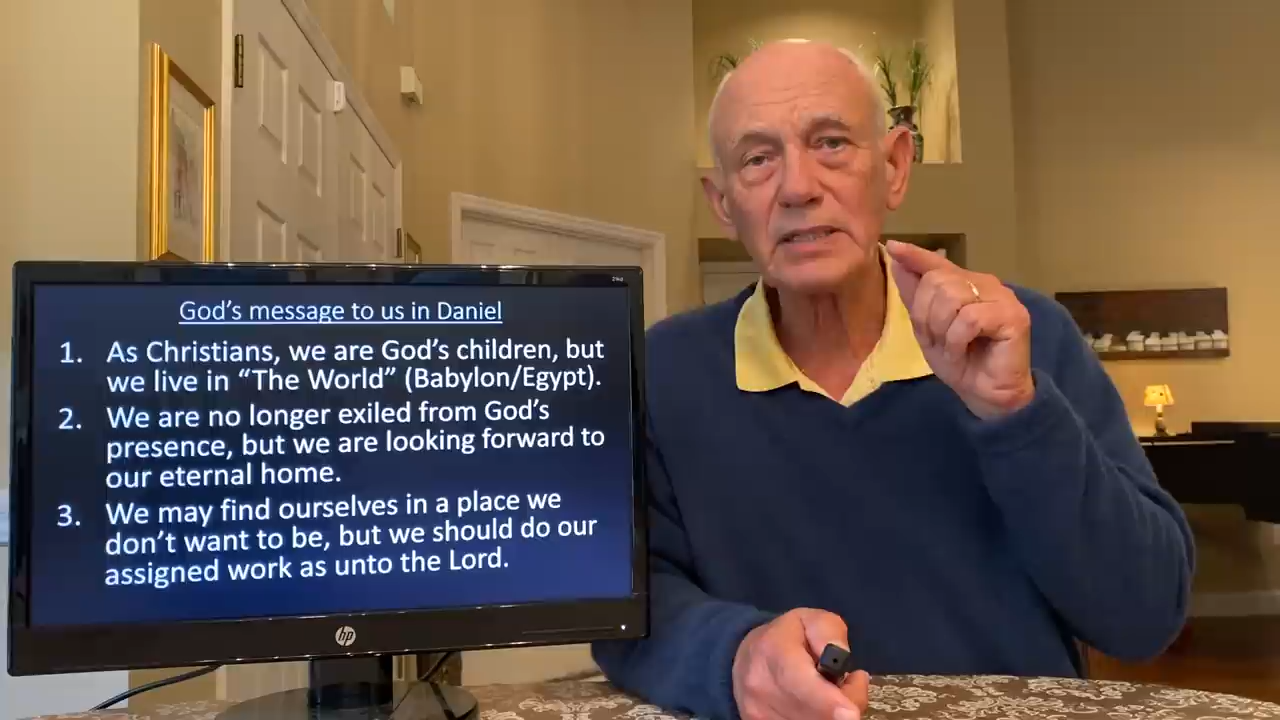 God's message to us in Daniel
1. As Christians, we are God's children, but
we live in “The World” (Babylon/Egypt).
2. We are no longer exiled from God's
presence, but we are looking forward to
our eternal home.
3. We may find ourselves in a place we
don't want to be, but we should do our
assigned work as unto the Lord.
hp